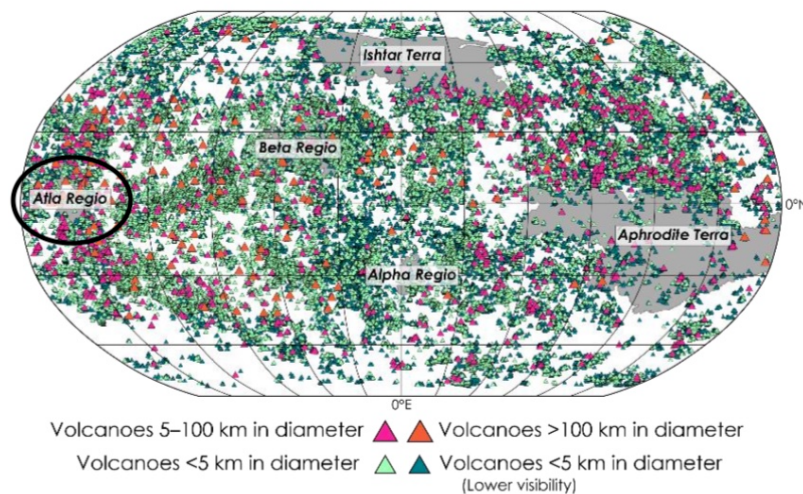 Ishtar Terra
Beta Regio
Atla Regio
0°N
Aphrodite Terra
Alpha Regio
0°E
Volcanoes 5–100 km in diameter
Volcanoes >100 km in diameter
Volcanoes <5 km in diameter
Volcanoes <5 km in diameter
(Lower visibility)